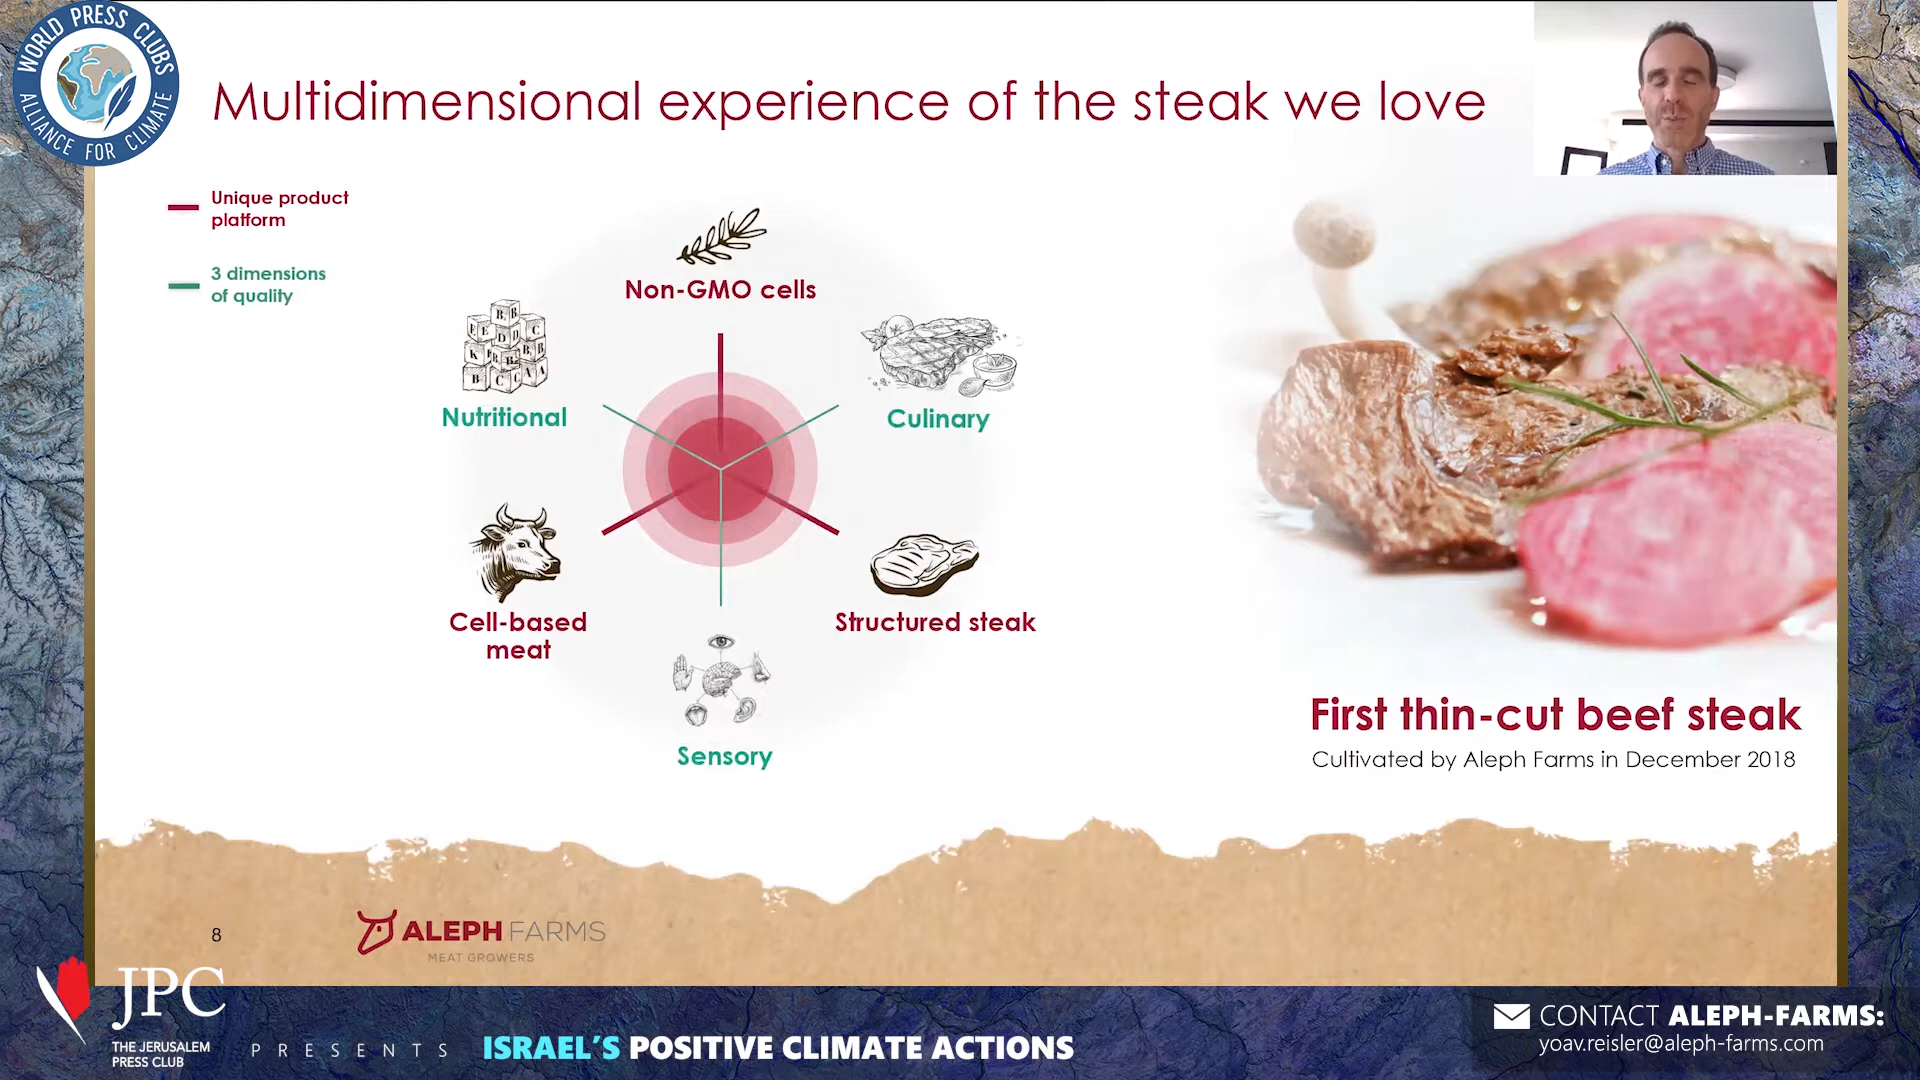 WORLD PRESS CLUBS
ALLIANCE FOR CLIMATE
Multidimensional experience of the steak we love
Unique product
platform
3 dimensions
of quality
Non-GMO cells
Nutritional
Culinary
Cell-based
meat
Structured steak
Sensory
First thin-cut beef steak
Cultivated by Aleph Farms in December 2018
8
ALEPH FARMS
MEAT GROWERS
JPC
THE JERUSALEM
PRESS CLUB
PRESENTS
ISRAEL'S POSITIVE CLIMATE ACTIONS
CONTACT ALEPH-FARMS:
yoav.reisler@aleph-farms.com